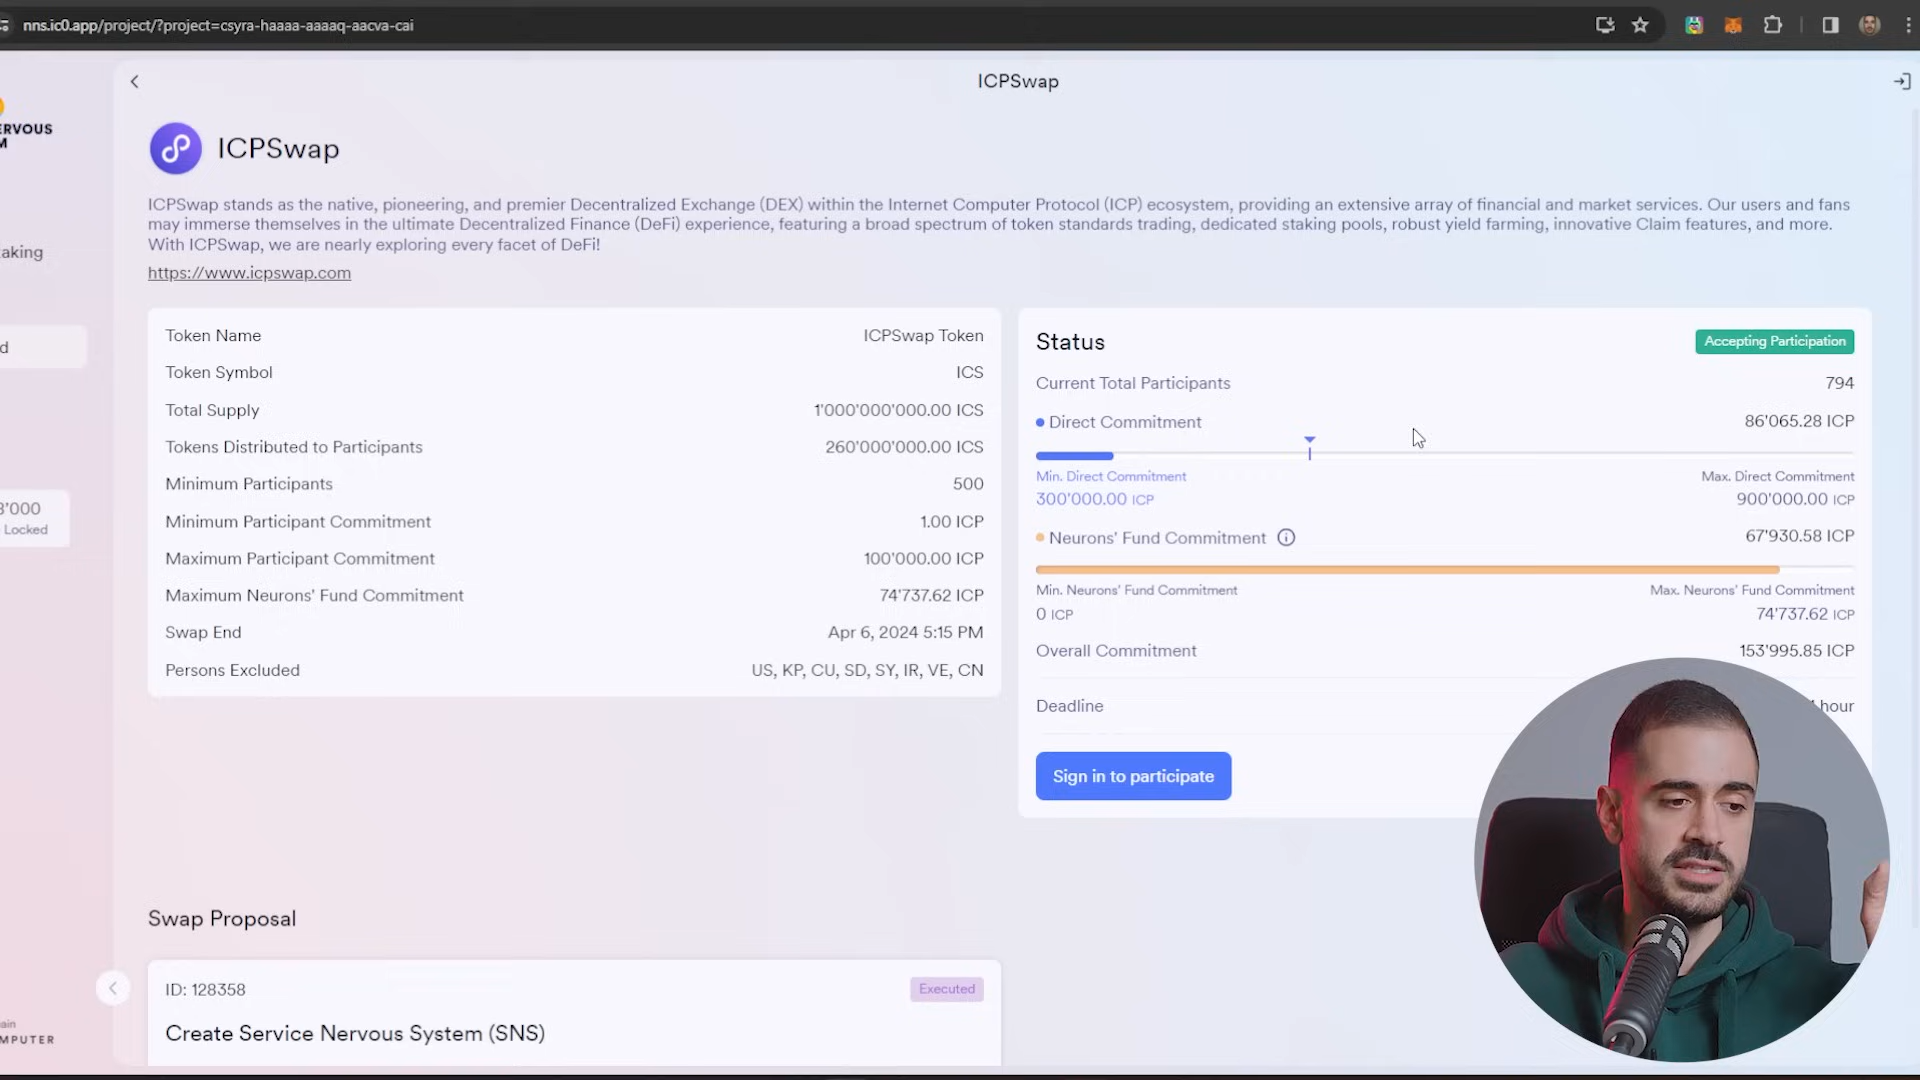 nns.ic0.app/project/?project=csyra-haaaa-aaaaq-aacva-cai
ICPSwap
ERVOUS
M
aking
d
3'000
Locked
ain
MPUTER
ICPSwap
ICPSwap stands as the native, pioneering, and premier Decentralized Exchange (DEX) within the Internet Computer Protocol (ICP) ecosystem, providing an extensive array of financial and market services. Our users and fans
may immerse themselves in the ultimate Decentralized Finance (DeFi) experience, featuring a broad spectrum of token standards trading, dedicated staking pools, robust yield farming, innovative Claim features, and more.
With ICPSwap, we are nearly exploring every facet of DeFi!
https://www.icpswap.com
Token Name ICPSwap Token
Token Symbol ICS
Total Supply 1'000'000'000.00 ICS
Tokens Distributed to Participants 260'000'000.00 ICS
Minimum Participants 500
Minimum Participant Commitment 1.00 ICP
Maximum Participant Commitment 100'000.00 ICP
Maximum Neurons' Fund Commitment 74'737.62 ICP
Swap End Apr 6, 2024 5:15 PM
Persons Excluded US, KP, CU, SD, SY, IR, VE, CN
Status Accepting Participation
Current Total Participants 794
Direct Commitment 86'065.28 ICP
Min. Direct Commitment Max. Direct Commitment
300'000.00 ICP 900'000.00 ICP
Neurons' Fund Commitment 67'930.58 ICP
Min. Neurons' Fund Commitment Max. Neurons' Fund Commitment
0 ICP 74'737.62 ICP
Overall Commitment 153'995.85 ICP
Deadline hour
Sign in to participate
Swap Proposal
ID: 128358 Executed
Create Service Nervous System (SNS)